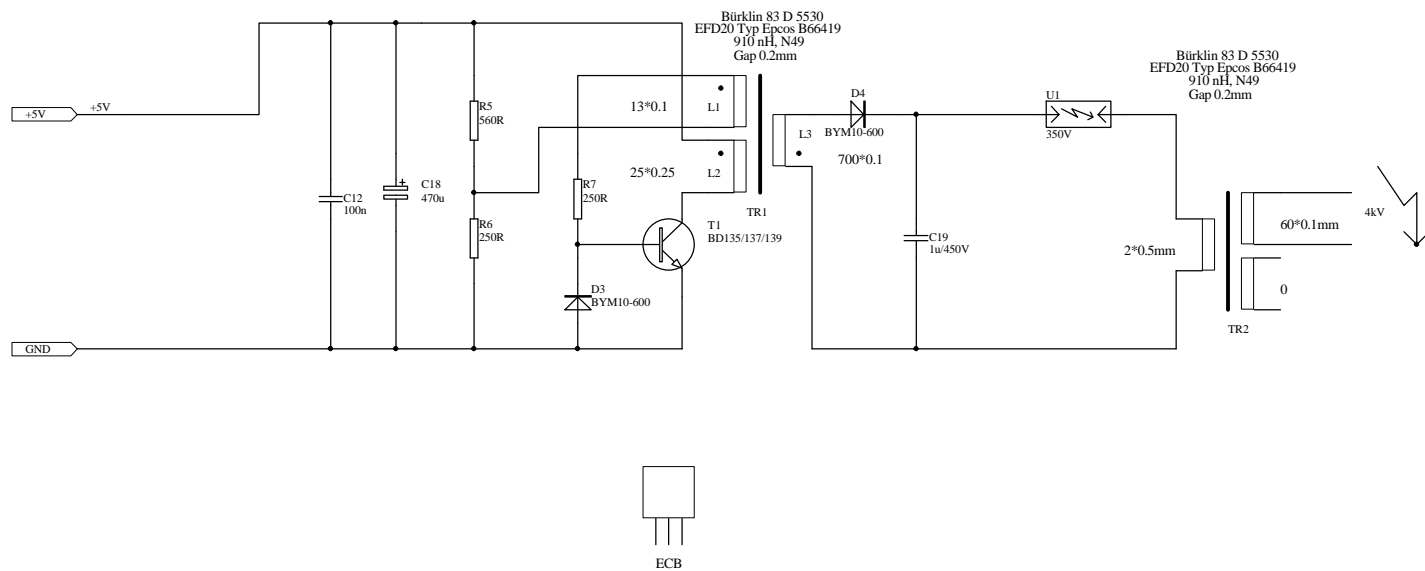 Bürklin 83 D 5530
EFD20 Typ Epcos B66419
910 nH, N49
Gap 0.2mm
Bürklin 83 D 5530
EFD20 Typ Epcos B66419
910 nH, N49
Gap 0.2mm
+5V
+5V
R5
560R
13*0.1
L1
D4
BYM10-600
U1
350V
L3
700*0.1
25*0.25
L2
C12
100n
+
C18
470u
R7
250R
R6
250R
TR1
T1
BD135/137/139
C19
1u/450V
2*0.5mm
60*0.1mm
4kV
D3
BYM10-600
0
TR2
GND
ECB